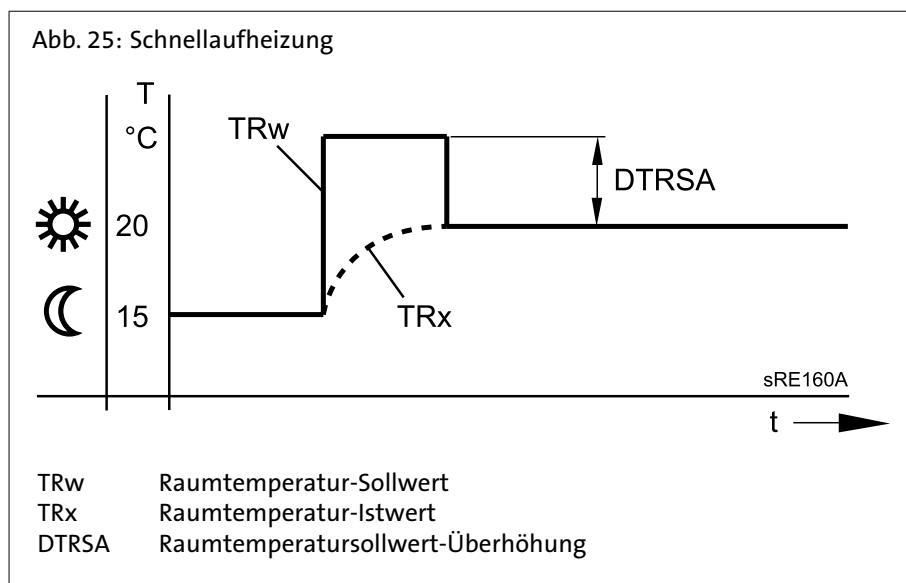 Abb. 25: Schnellaufheizung
T
°C
TRw
DTRSA
20
15
TRx
sRE160A
t
TRw Raumtemperatur-Sollwert
TRx Raumtemperatur-Istwert
DTRSA Raumtemperatursollwert-Überhöhung